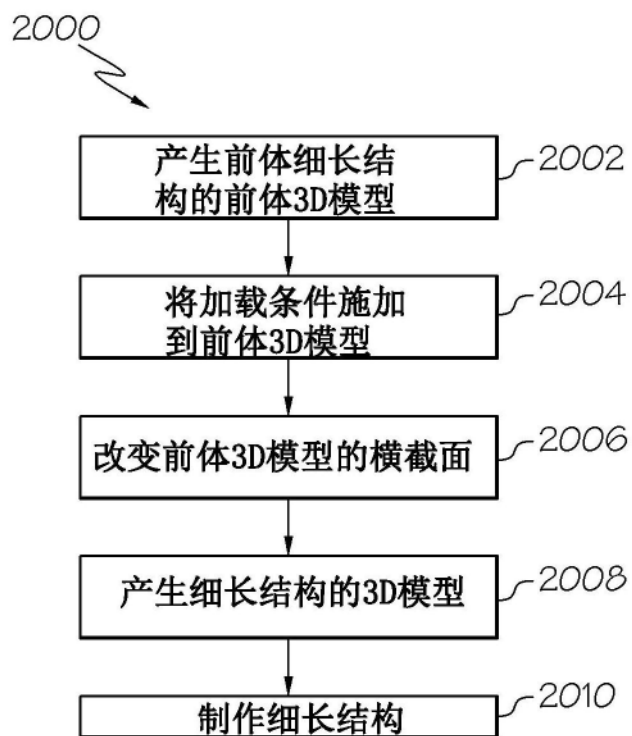 2000
产生前体细长结
构的前体3D模型
2002
将加载条件施加
到前体3D模型
2004
改变前体3D模型的横截面
2006
产生细长结构的3D模型
2008
制作细长结构
2010